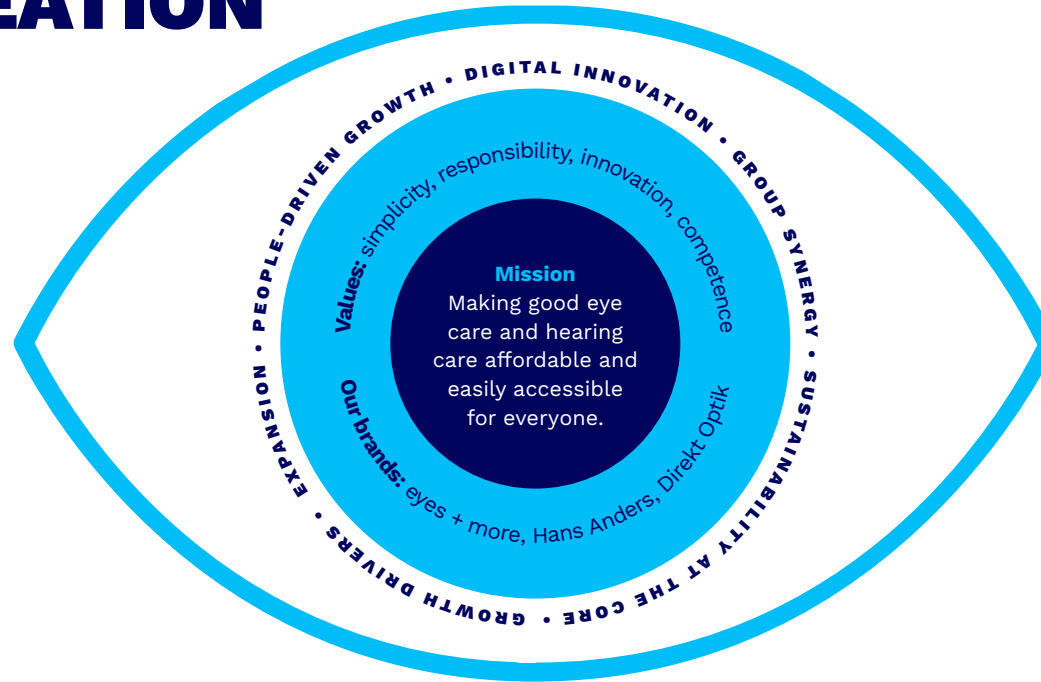 EATION
PEOPLE-DRIVEN GROWTH • DIGITAL INNOVATION • GROUP SYNERGY • SUSTAINABILITY AT THE CORE • GROWTH DRIVERS • EXPANSION •
Values: simplicity, responsibility, innovation, competence
Mission
Making good eye
care and hearing
care affordable and
easily accessible
for everyone.
Our brands: eyes + more, Hans Anders, Direkt Optik